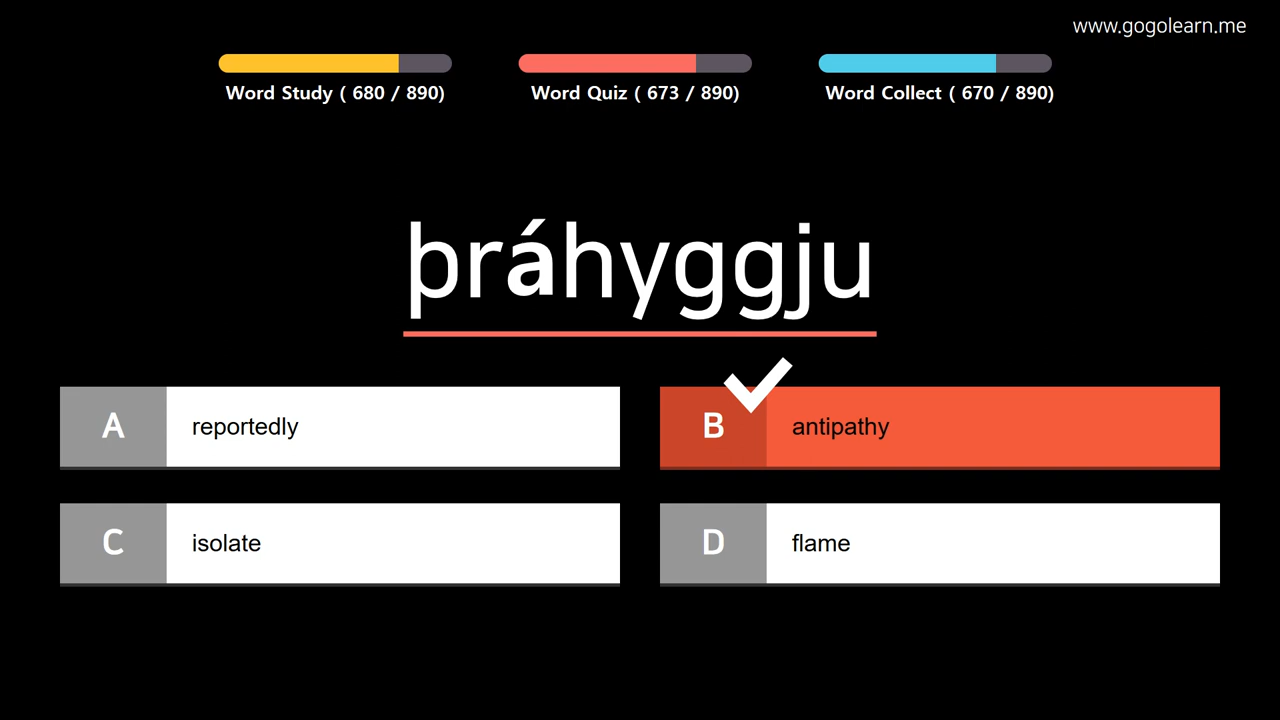 www.gogolearn.me
Word Study ( 680 / 890)
Word Quiz ( 673 / 890)
Word Collect ( 670 / 890)
þráhyggju
A reportedly
B antipathy
C isolate
D flame